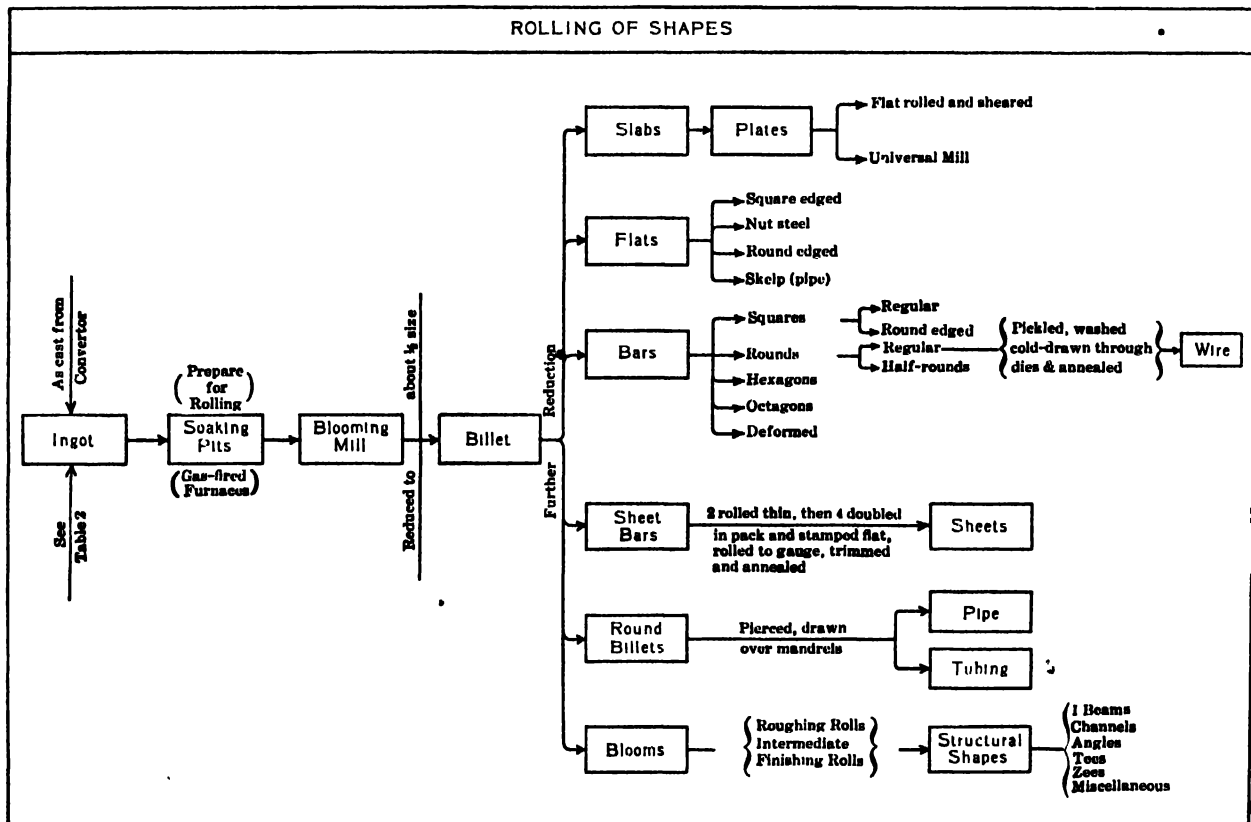 ROLLING OF SHAPES
As cast from
Convertor
Ingot
See
Table 2
(Prepare
for
Rolling)
Soaking
Pits
(Gas-fired
Furnaces)
Blooming
Mill
Reduced to about ½ size
Billet
Further Reduction
Slabs
Plates
Flat rolled and sheared
Universal Mill
Flats
Square edged
Nut steel
Round edged
Skelp (pipe)
Bars
Squares
Regular
Round edged
Rounds
Regular
Half-rounds
Pickled, washed
cold-drawn through
dies & annealed
Wire
Hexagons
Octagons
Deformed
Sheet
Bars
2 rolled thin, then 4 doubled
in pack and stamped flat,
rolled to gauge, trimmed
and annealed
Sheets
Round
Billets
Pierced, drawn
over mandrels
Pipe
Tubing
Blooms
Roughing Rolls
Intermediate
Finishing Rolls
Structural
Shapes
I Beams
Channels
Angles
Tees
Zees
Miscellaneous